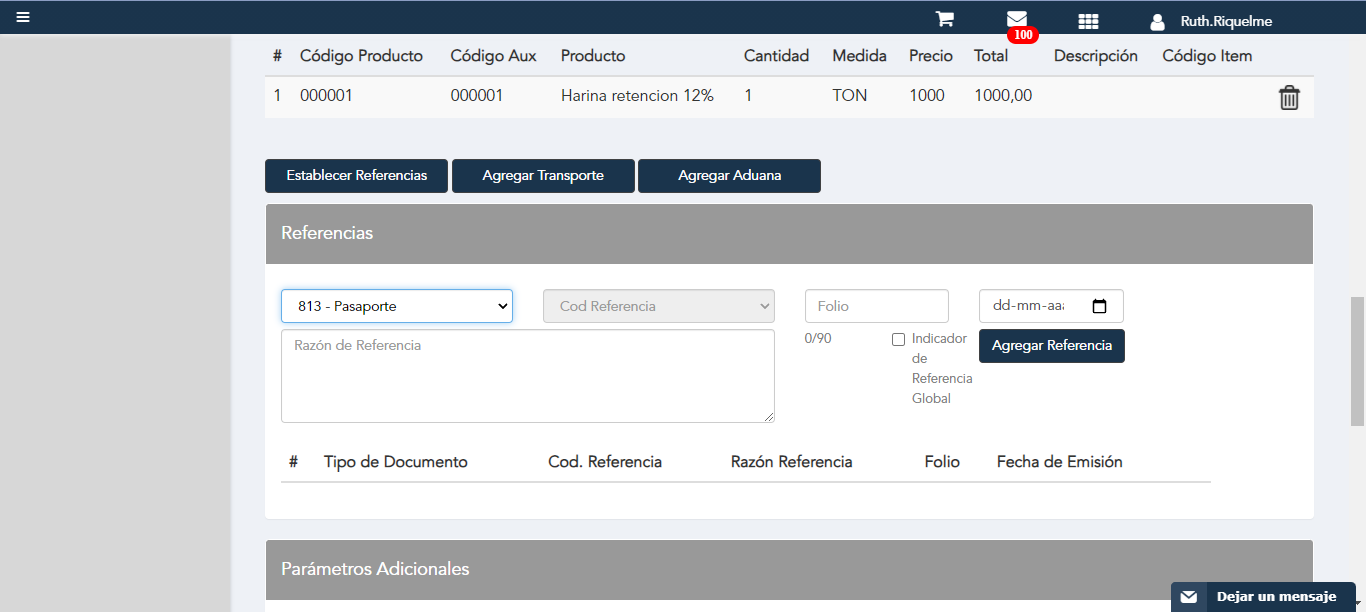 100 Ruth.Riquelme
# Código Producto Código Aux Producto Cantidad Medida Precio Total Descripción Código Item
1 000001 000001 Harina retencion 12% 1 TON 1000 1000,00
Establecer Referencias Agregar Transporte Agregar Aduana
Referencias
813 - Pasaporte Cod Referencia Folio dd-mm-aaa
Razón de Referencia
0/90
Indicador
de
Referencia
Global
Agregar Referencia
# Tipo de Documento Cod. Referencia Razón Referencia Folio Fecha de Emisión
Parámetros Adicionales
Dejar un mensaje